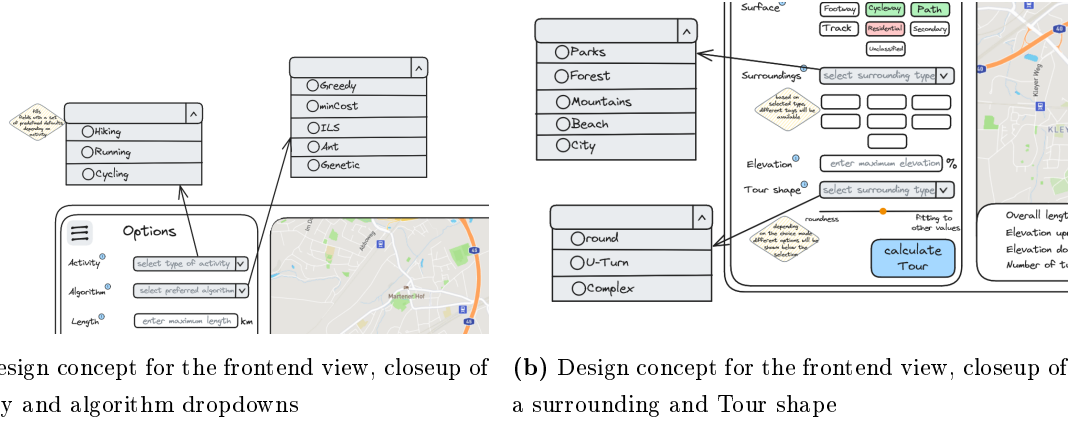 fills
fields with a set
of predefined defaults
depending on
activity
Hiking
Running
Cycling
Greedy
minCost
ILS
Ant
Genetic
Options
Activity
select type of activity
Algorithm
select preferred algorithm
Length
enter maximum length
km
Martener Hof
Parks
Forest
Mountains
Beach
City
round
U-Turn
Complex
Surface
Footway
Cycleway
Path
Track
Residential
Secondary
Unclassified
Surroundings
select surrounding type
based on
selected type,
different tags will be
available
Elevation
enter maximum elevation
%
Tour shape
select surrounding type
roundness
fitting to
other values
depending
on the choice made
different options will be
shown below the
selection
calculate
Tour
Kleyer Weg
KLEY
Overall lengt
Elevation up
Elevation do
Number of t
esign concept for the frontend view, closeup of
y and algorithm dropdowns
(b) Design concept for the frontend view, closeup of
a surrounding and Tour shape